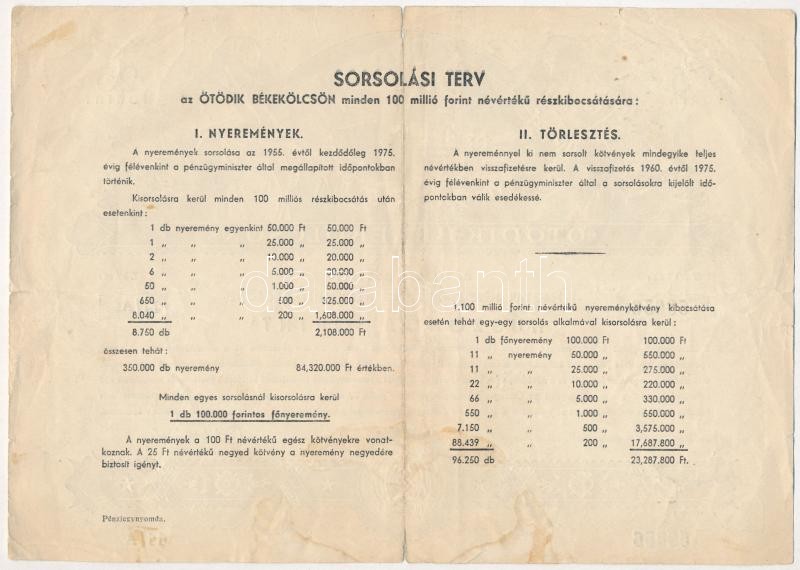 SORSOLÁSI TERV
az ÖTÖDIK BÉKEKÖLCSÖN minden 100 millió forint névértékű részkibocsátására:
I. NYEREMÉNYEK.
A nyeremények sorsolása az 1955. évtől kezdődőleg 1975.
évig félévenkint a pénzügyminiszter által megállapított időpontokban
történik.
Kisorsolásra kerül minden 100 milliós részkibocsátás után
esetenkint:
1 db nyeremény egyenkint 50.000 Ft 50.000 Ft
1 „ „ „ 25.000 „ 25.000 „
2 „ „ „ 10.000 „ 20.000 „
6 „ „ „ 5.000 „ 30.000 „
50 „ „ „ 1.000 „ 50.000 „
650 „ „ „ 500 „ 325.000 „
8.040 „ „ „ 200 „ 1,608.000 „
8.750 db 2,108.000 Ft
összesen tehát:
350.000 db nyeremény 84,320.000 Ft értékben.
Minden egyes sorsolásnál kisorsolásra kerül
1 db 100.000 forintos főnyeremény.
A nyeremények a 100 Ft névértékű egész kötvényekre vonat-
koznak. A 25 Ft névértékű negyed kötvény a nyeremény negyedére
biztosit igényt.
Pénzjegynyomda.
II. TÖRLESZTÉS.
A nyereménnyel ki nem sorsolt kötvények mindegyike teljes
névértékben visszafizetésre kerül. A visszafizetés 1960. évtől 1975.
évig félévenkint a pénzügyminiszter által a sorsolásokra kijelölt idő-
pontokban válik esedékessé.
1.100 millió forint névértékű nyereménykötvény kibocsátása
esetén tehát egy-egy sorsolás alkalmával kisorsolásra kerül:
1 db főnyeremény 100.000 Ft 100.000 Ft
11 „ nyeremény 50.000 „ 550.000 „
11 „ „ 25.000 „ 275.000 „
22 „ „ 10.000 „ 220.000 „
66 „ „ 5.000 „ 330.000 „
550 „ „ 1.000 „ 550.000 „
7.150 „ „ 500 „ 3,575.000 „
88.439 „ „ 200 „ 17,687.800 „
96.250 db 23,287.800 Ft.
darabanth